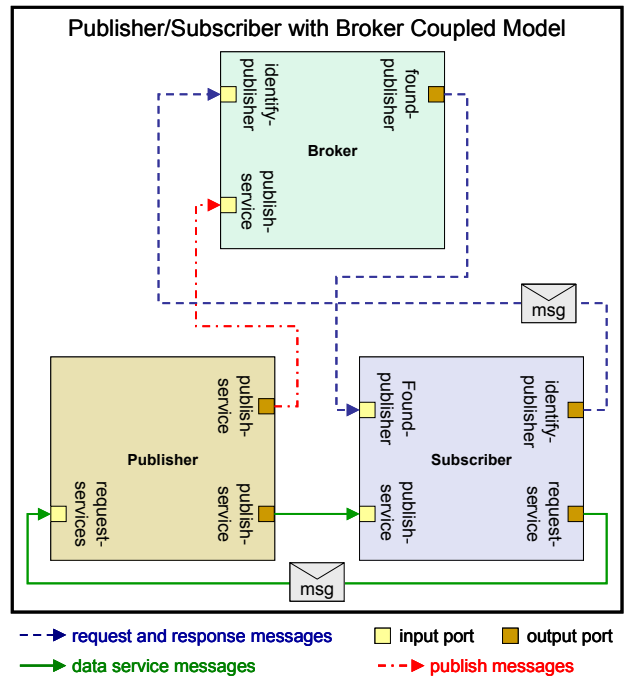 Publisher/Subscriber with Broker Coupled Model
identify-
publisher
found-
publisher
Broker
publish-
service
msg
publish-
service
Found-
publisher
identify-
publisher
Publisher
Subscriber
request-
services
publish-
service
publish-
service
request-
service
msg
request and response messages
input port
output port
data service messages
publish messages